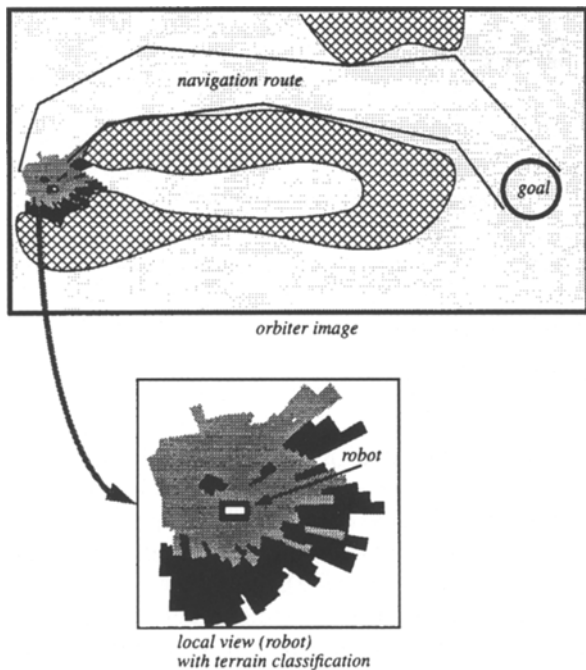 navigation route
goal
orbiter image
robot
local view (robot)
with terrain classification